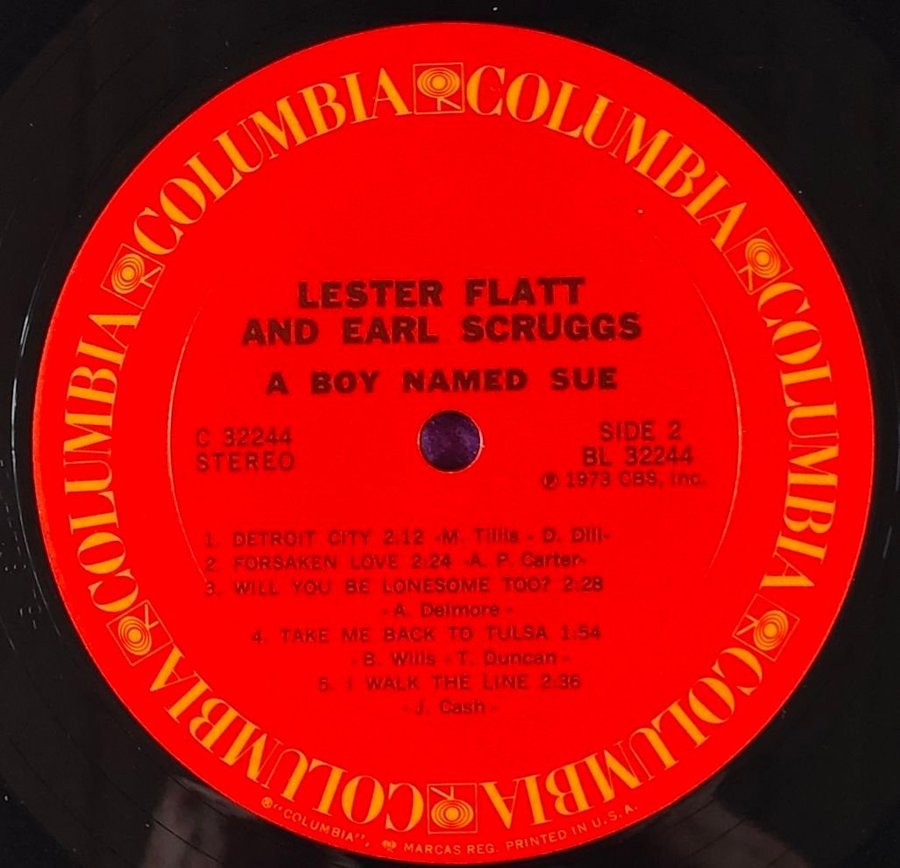 COLUMBIA COLUMBIA COLUMBIA COLUMBIA COLUMBIA COLUMBIA
LESTER FLATT
AND EARL SCRUGGS
A BOY NAMED SUE
C 32244
STEREO
SIDE 2
BL 32244
℗ 1973 CBS, Inc.
1. DETROIT CITY 2:12 -M. Tillis - D. Dill-
2. FORSAKEN LOVE 2:24 -A. P. Carter-
3. WILL YOU BE LONESOME TOO? 2:28
- A. Delmore -
4. TAKE ME BACK TO TULSA 1:54
- B. Wills - T. Duncan -
5. I WALK THE LINE 2:36
- J. Cash -
® "COLUMBIA", MARCAS REG. PRINTED IN U.S.A.